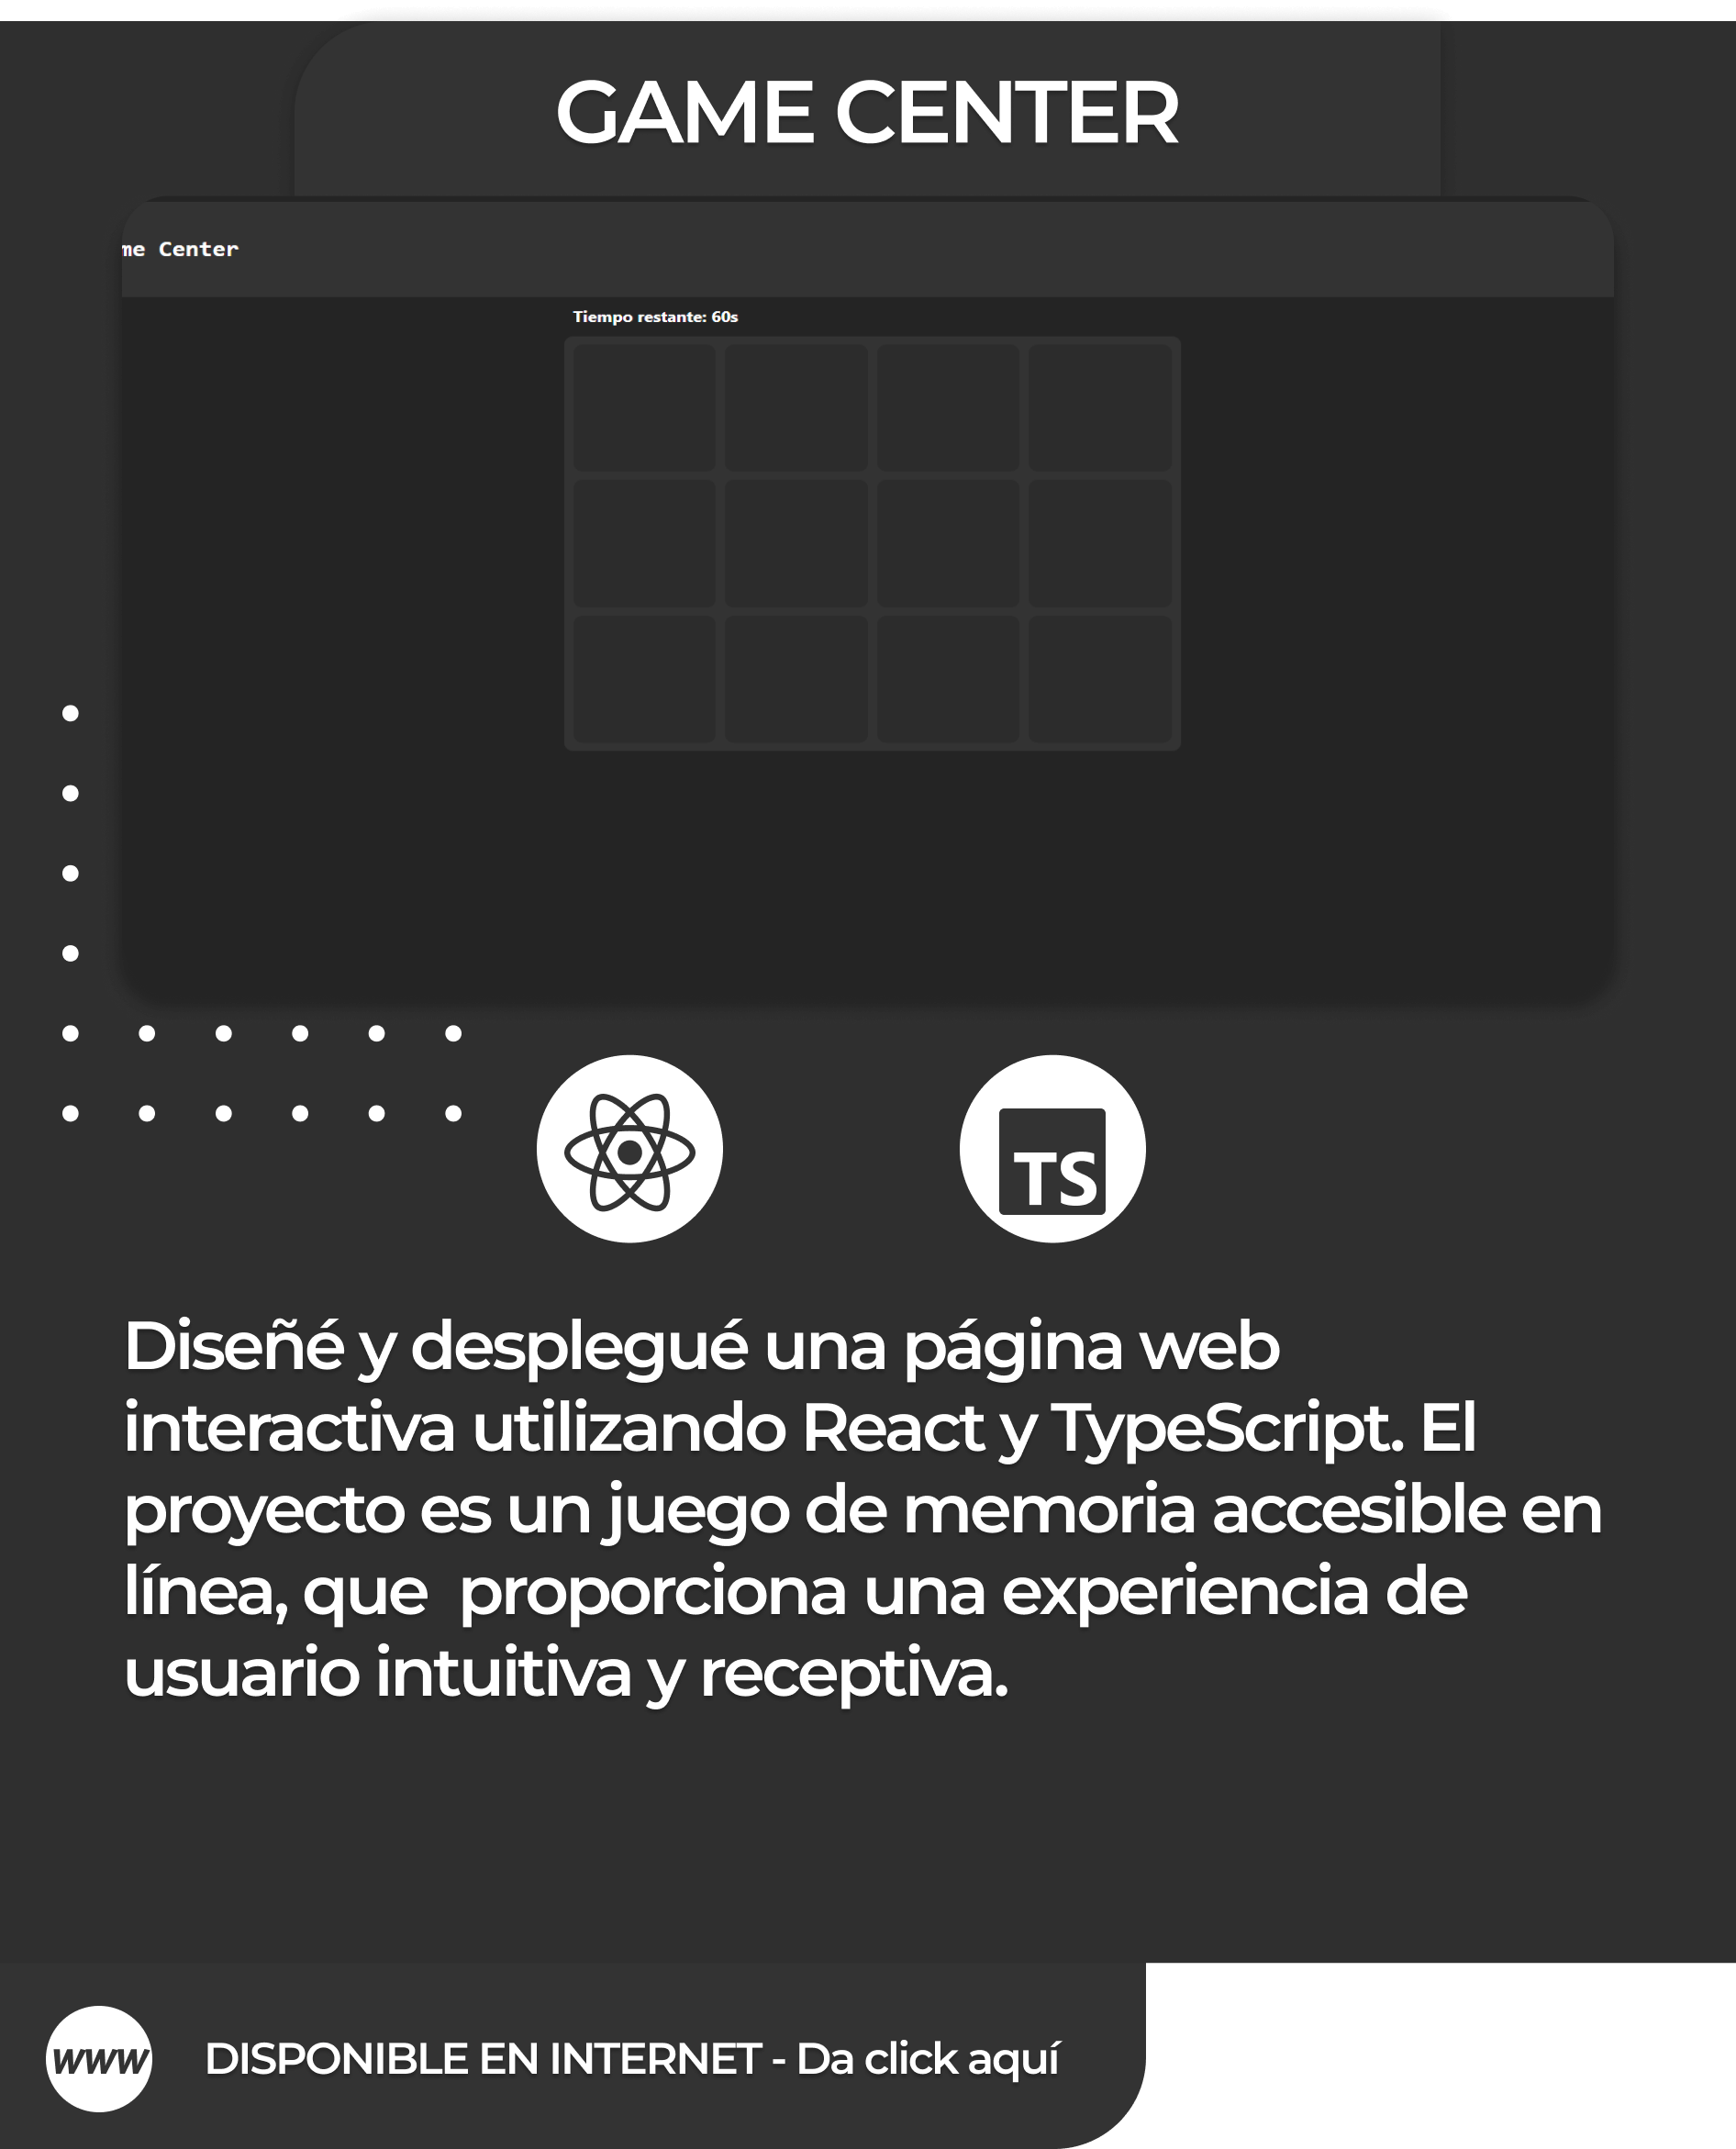 GAME CENTER
me Center
Tiempo restante: 60s
TS
Diseñé y desplegué una página web
interactiva utilizando React y TypeScript. El
proyecto es un juego de memoria accesible en
línea, que  proporciona una experiencia de
usuario intuitiva y receptiva.
www DISPONIBLE EN INTERNET - Da click aquí